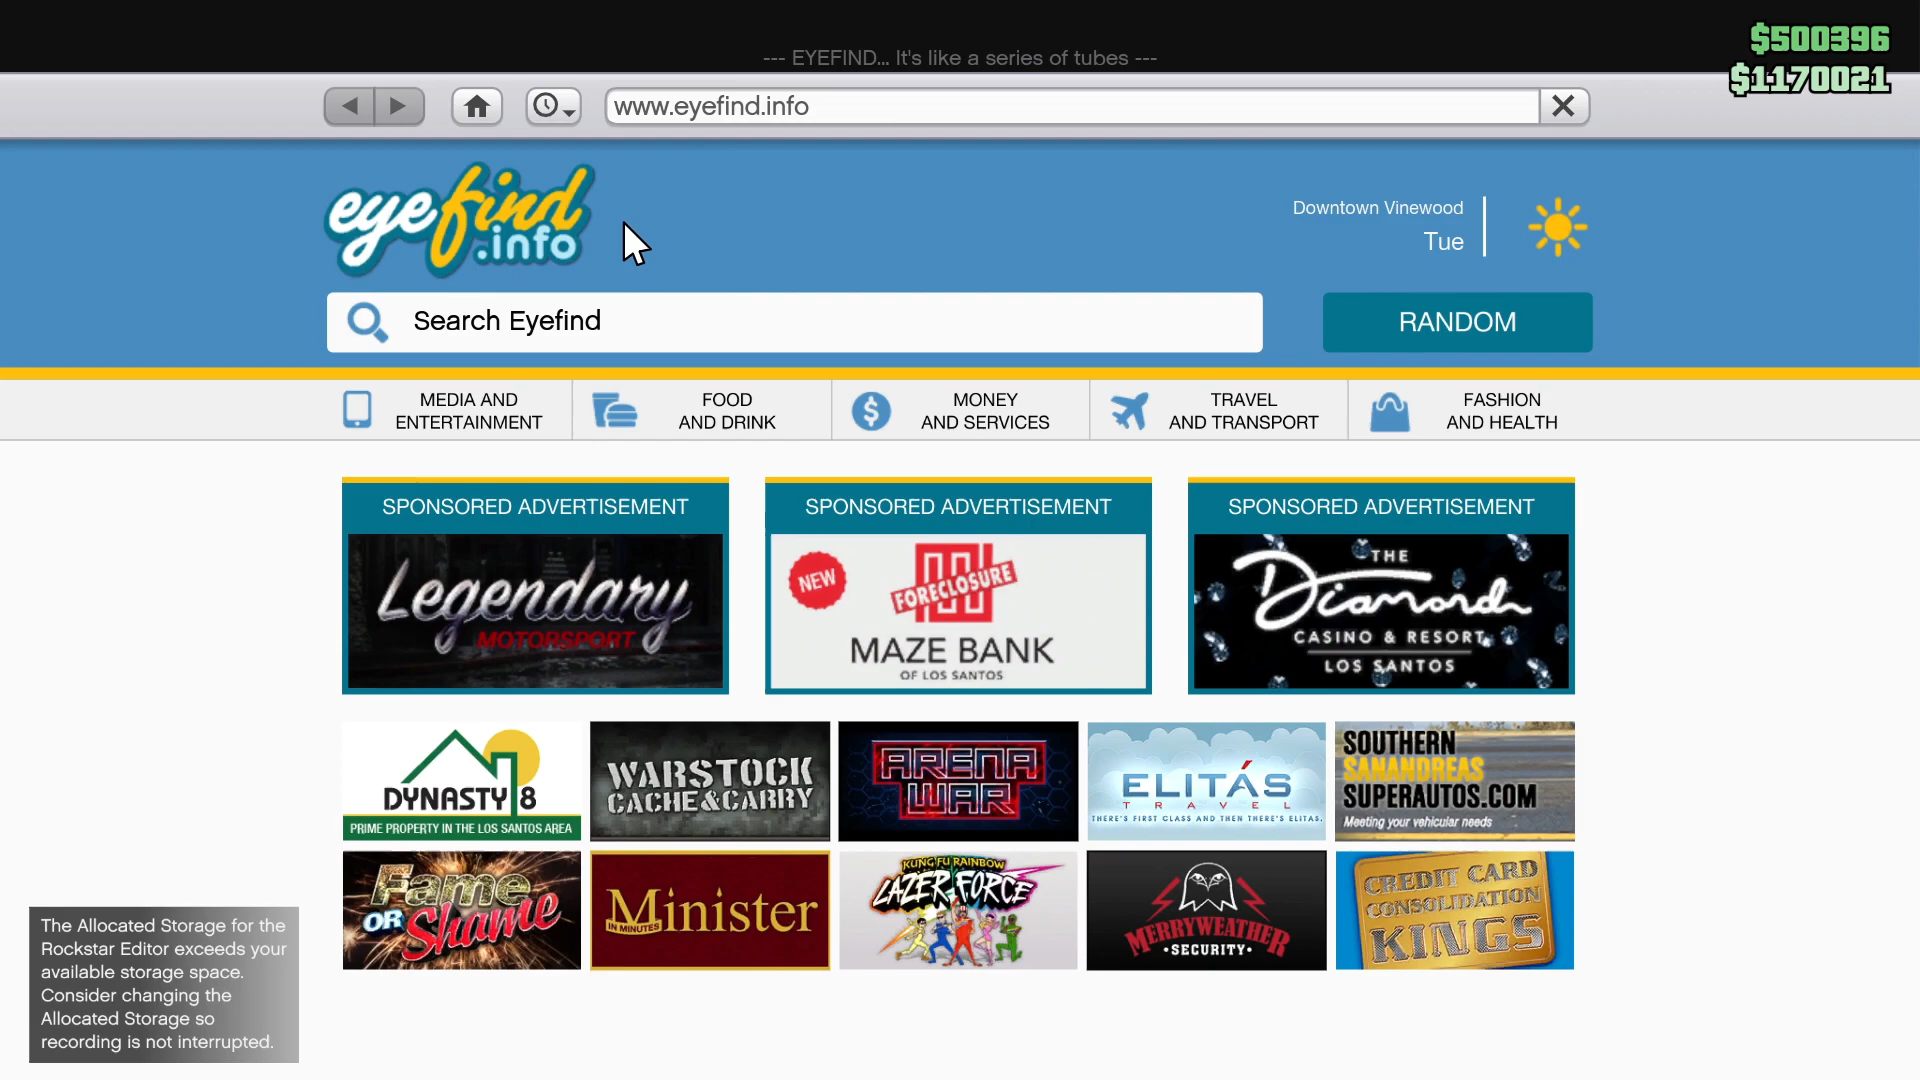 --- EYEFIND... It's like a series of tubes ---
$500396
$1170021
www.eyefind.info
eyefind
.info
Downtown Vinewood
Tue
Search Eyefind
RANDOM
MEDIA AND
ENTERTAINMENT
FOOD
AND DRINK
MONEY
AND SERVICES
TRAVEL
AND TRANSPORT
FASHION
AND HEALTH
SPONSORED ADVERTISEMENT
Legendary
MOTORSPORT
SPONSORED ADVERTISEMENT
NEW
FORECLOSURE
MAZE BANK
OF LOS SANTOS
SPONSORED ADVERTISEMENT
THE
Diamond
CASINO & RESORT
LOS SANTOS
DYNASTY 8
PRIME PROPERTY IN THE LOS SANTOS AREA
WARSTOCK
CACHE&CARRY
ARENA
WAR
ELITÁS
TRAVEL
THERE'S FIRST CLASS AND THEN THERE'S ELITAS.
SOUTHERN
SANANDREAS
SUPERAUTOS.COM
Meeting your vehicular needs
Fame
OR Shame
Minister
IN MINUTES
KUNG FU RAINBOW
LAZER FORCE
MERRYWEATHER
•SECURITY•
CREDIT CARD
CONSOLIDATION
KINGS
The Allocated Storage for the
Rockstar Editor exceeds your
available storage space.
Consider changing the
Allocated Storage so
recording is not interrupted.